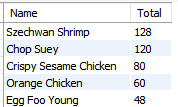 Name Total
Szechwan Shrimp 128
Chop Suey 120
Crispy Sesame Chicken 80
Orange Chicken 60
Egg Foo Young 48